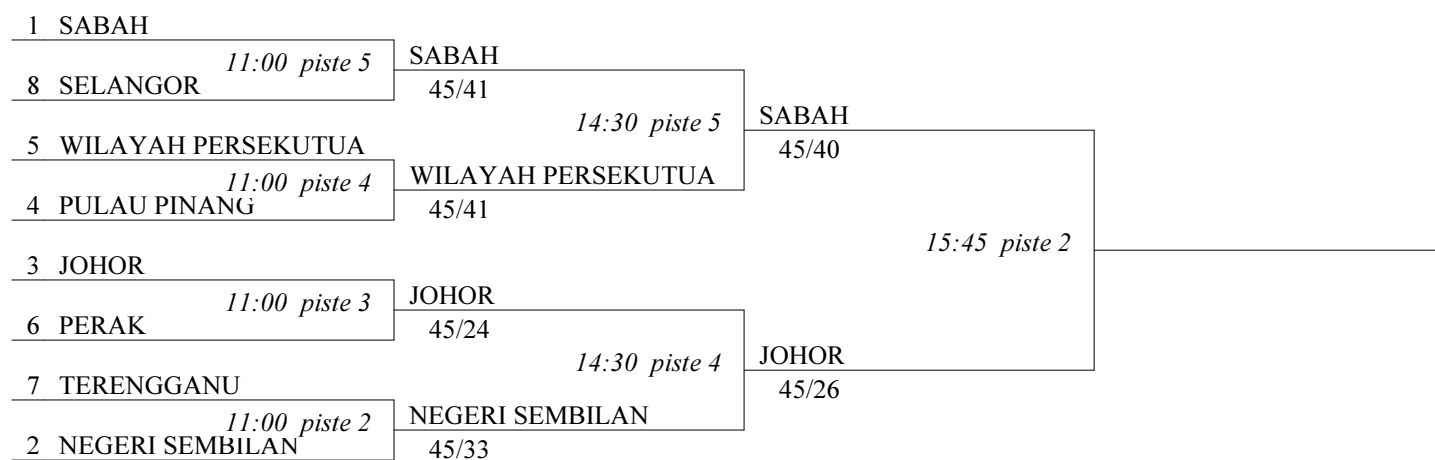 1 SABAH
11:00 piste 5
8 SELANGOR
SABAH
45/41
5 WILAYAH PERSEKUTUA
11:00 piste 4
4 PULAU PINANG
WILAYAH PERSEKUTUA
45/41
14:30 piste 5
SABAH
45/40
3 JOHOR
11:00 piste 3
6 PERAK
JOHOR
45/24
7 TERENGGANU
11:00 piste 2
2 NEGERI SEMBILAN
NEGERI SEMBILAN
45/33
14:30 piste 4
JOHOR
45/26
15:45 piste 2